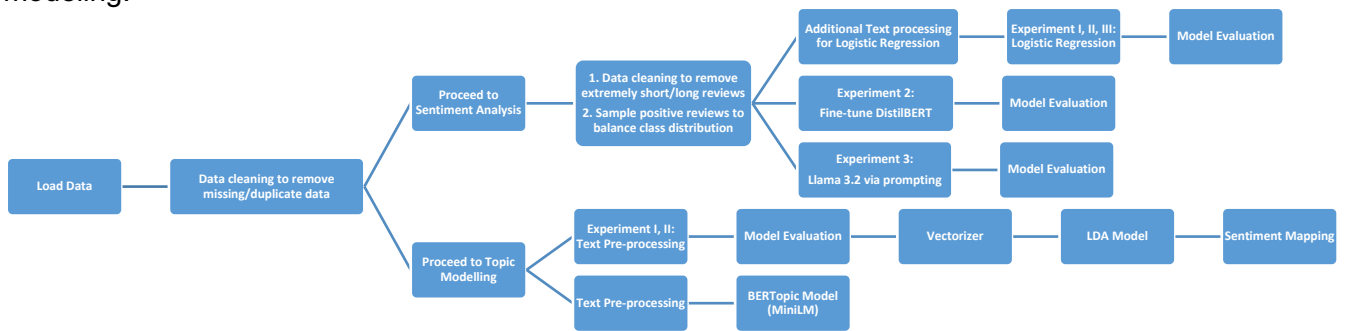 modeling.
Load Data
Data cleaning to remove
missing/duplicate data
Proceed to
Sentiment Analysis
1. Data cleaning to remove
extremely short/long reviews
2. Sample positive reviews to
balance class distribution
Additional Text processing
for Logistic Regression
Experiment I, II, III:
Logistic Regression
Model Evaluation
Experiment 2:
Fine-tune DistilBERT
Model Evaluation
Experiment 3:
Llama 3.2 via prompting
Model Evaluation
Proceed to Topic
Modelling
Experiment I, II:
Text Pre-processing
Model Evaluation
Vectorizer
LDA Model
Sentiment Mapping
Text Pre-processing
BERTopic Model
(MiniLM)